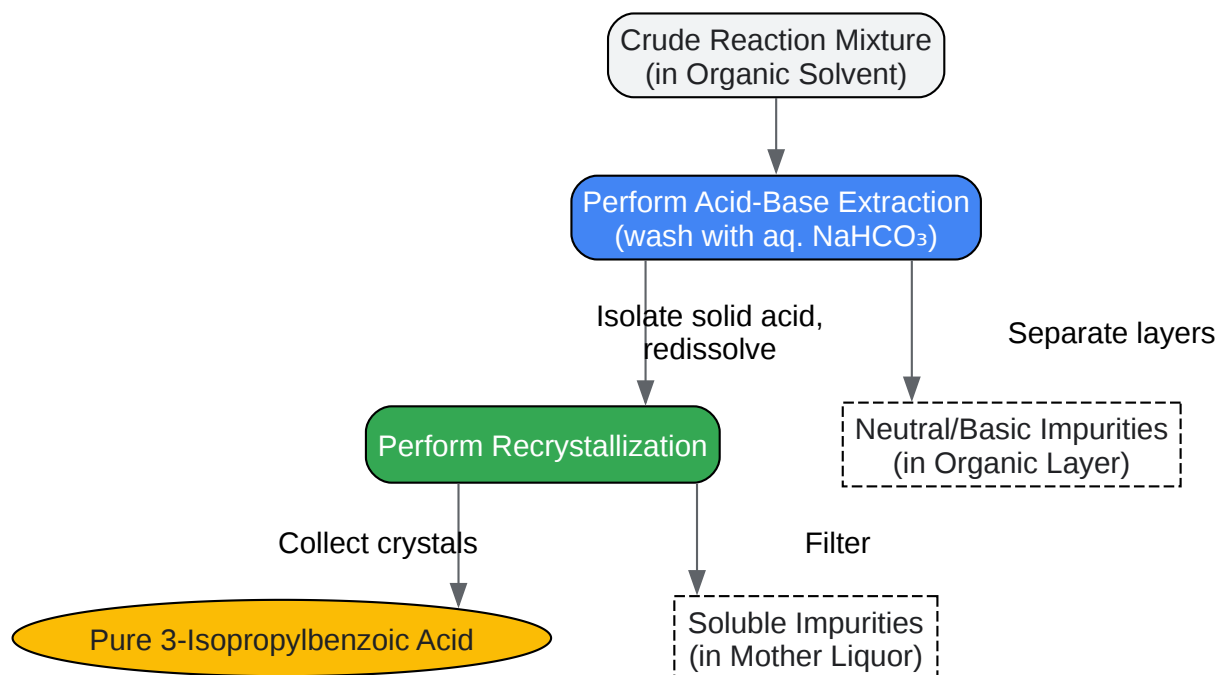 Crude Reaction Mixture
(in Organic Solvent)
Perform Acid-Base Extraction
(wash with aq. NaHCO₃)
Isolate solid acid,
redissolve
Separate layers
Perform Recrystallization
Neutral/Basic Impurities
(in Organic Layer)
Collect crystals
Filter
Pure 3-Isopropylbenzoic Acid
Soluble Impurities
(in Mother Liquor)